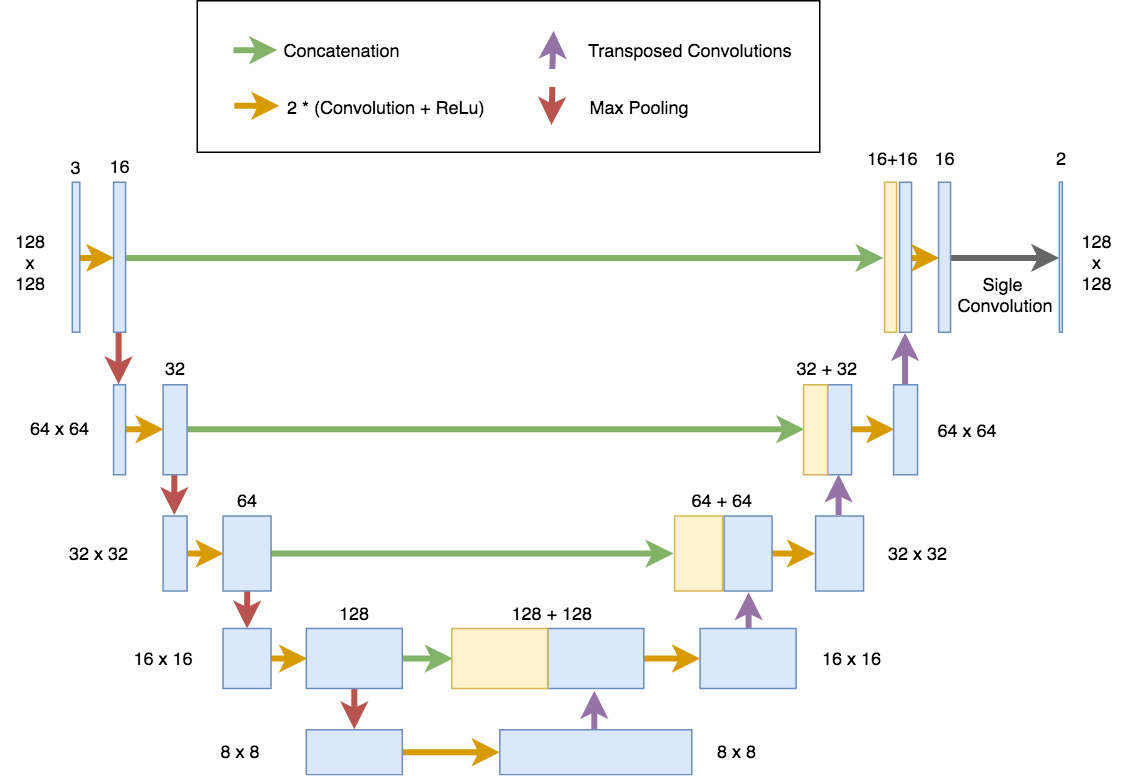 Concatenation
Transposed Convolutions
2 * (Convolution + ReLu)
Max Pooling
3
16
16+16
16
2
128
x
128
128
x
128
Sigle
Convolution
32
32 + 32
64 x 64
64 x 64
64
64 + 64
32 x 32
32 x 32
128
128 + 128
16 x 16
16 x 16
8 x 8
8 x 8